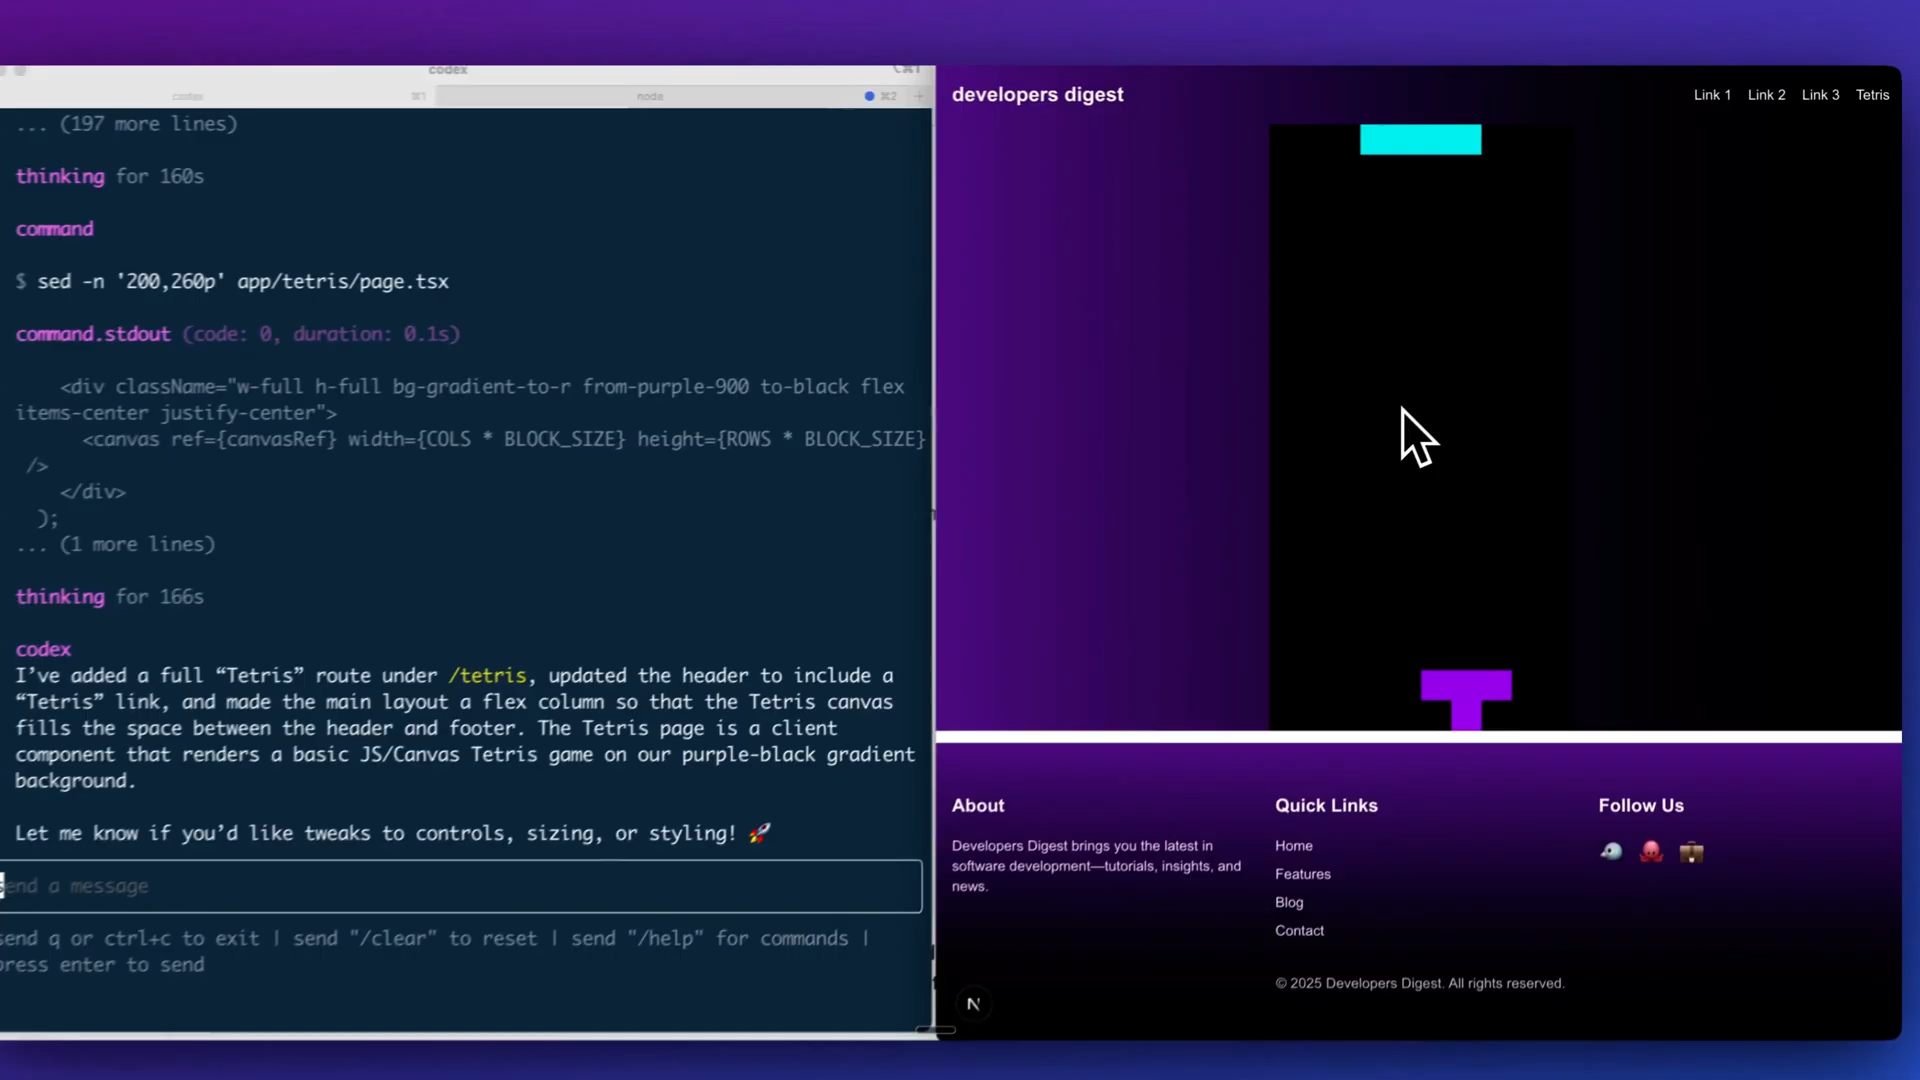 codex
⌥⌘1
codex
⌘1
node
⌘2
+
... (197 more lines)
thinking for 160s
command
$ sed -n '200,260p' app/tetris/page.tsx
command.stdout (code: 0, duration: 0.1s)
<div className="w-full h-full bg-gradient-to-r from-purple-900 to-black flex
items-center justify-center">
<canvas ref={canvasRef} width={COLS * BLOCK_SIZE} height={ROWS * BLOCK_SIZE}
/>
</div>
);
... (1 more lines)
thinking for 166s
codex
I’ve added a full “Tetris” route under /tetris, updated the header to include a
“Tetris” link, and made the main layout a flex column so that the Tetris canvas
fills the space between the header and footer. The Tetris page is a client
component that renders a basic JS/Canvas Tetris game on our purple-black gradient
background.
Let me know if you’d like tweaks to controls, sizing, or styling! 🚀
send a message
send q or ctrl+c to exit | send "/clear" to reset | send "/help" for commands |
press enter to send
developers digest
Link 1 Link 2 Link 3 Tetris
About
Developers Digest brings you the latest in
software development—tutorials, insights, and
news.
Quick Links
Home
Features
Blog
Contact
Follow Us
© 2025 Developers Digest. All rights reserved.
N